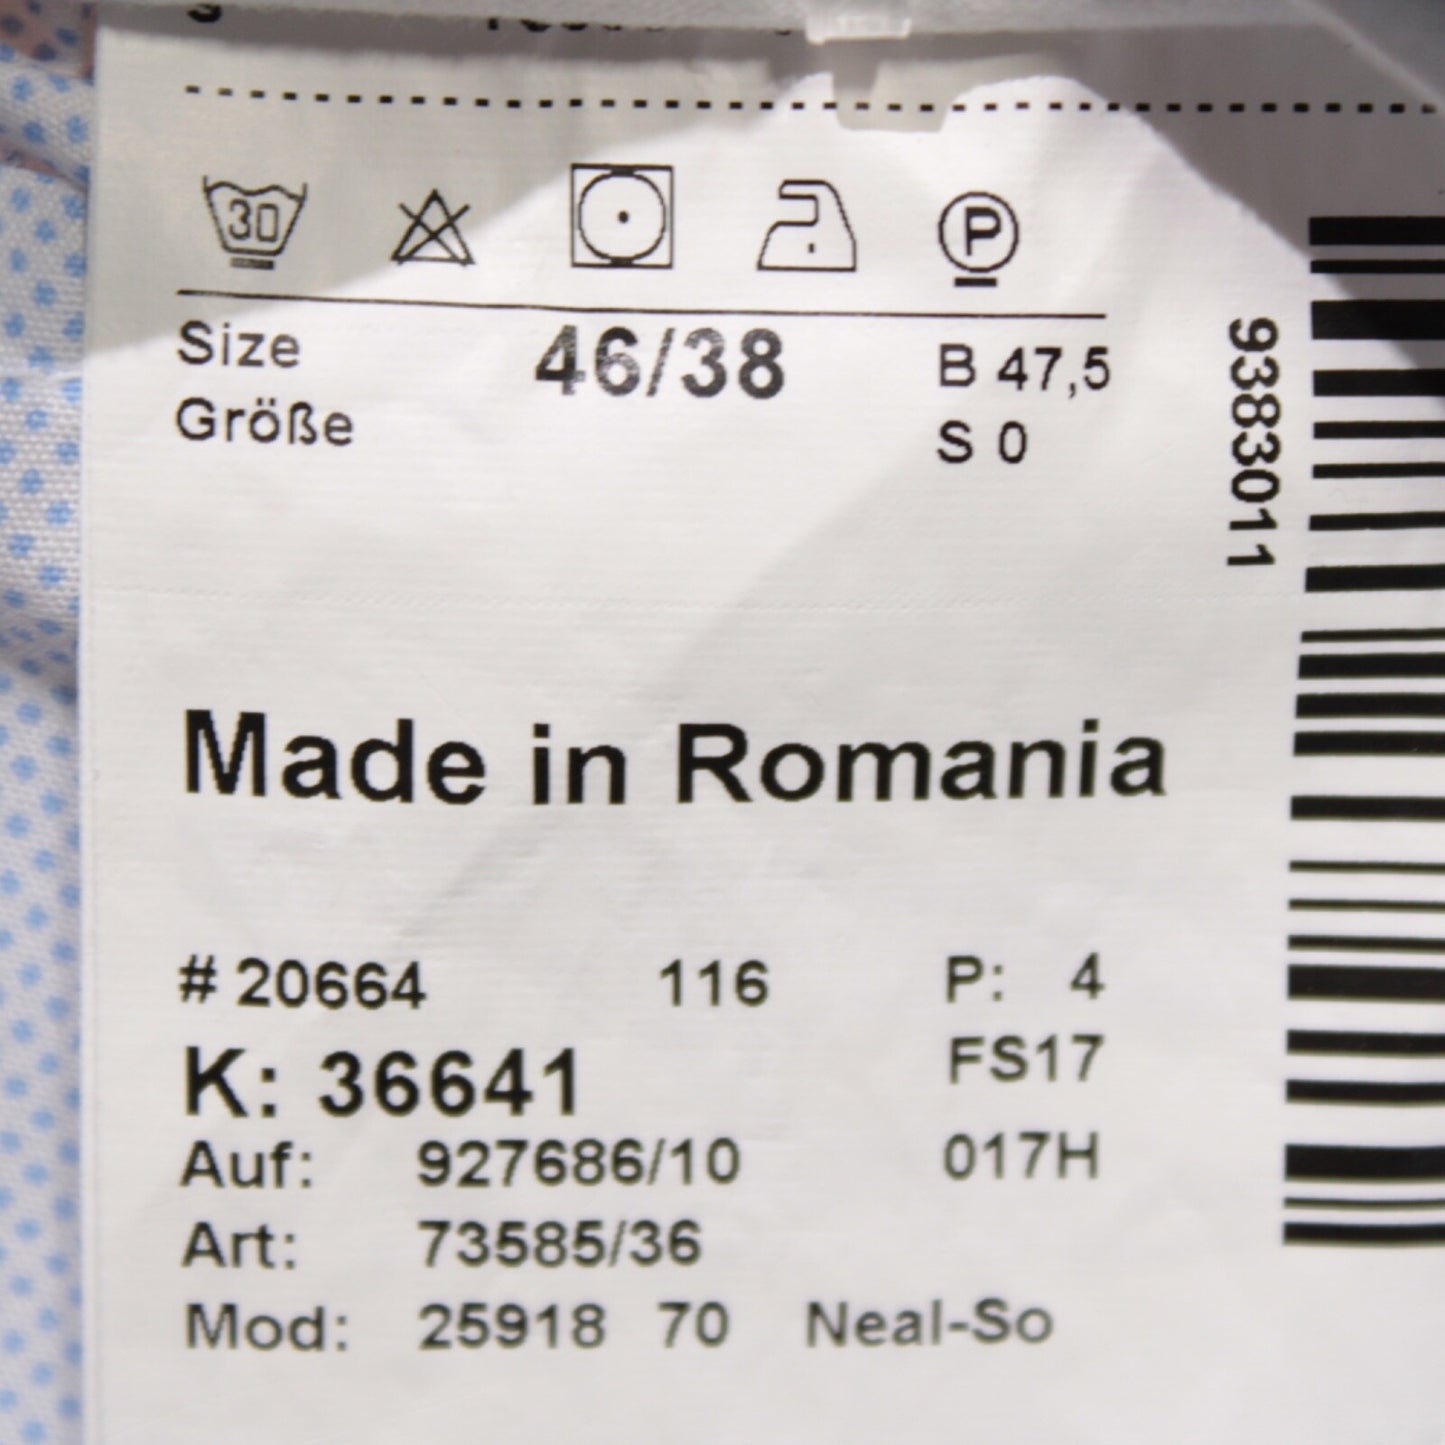 30
P
Size 46/38 B 47,5
Größe S 0
9383011
Made in Romania
# 20664 116 P: 4
K: 36641 FS17
Auf: 927686/10 017H
Art: 73585/36
Mod: 25918 70 Neal-So